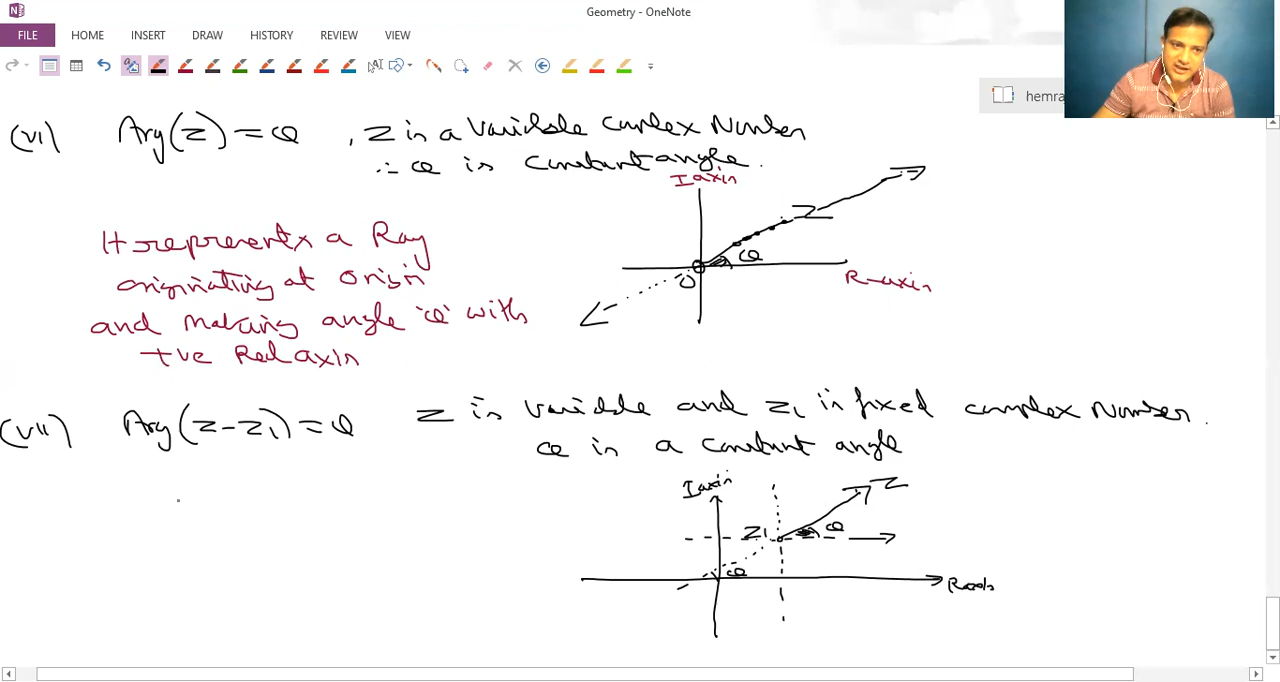 Geometry - OneNote
FILE HOME INSERT DRAW HISTORY REVIEW VIEW
hemra
(vi) Arg(z) = θ , z is a variable complex Number
∴ θ is constant angle.
I axis
z
θ
O
R-axis
It represents a Ray
originating at origin
and making angle 'θ' with
+ve Real axis
(vii) Arg(z-z₁) = θ z is variable and z₁ is fixed complex Number.
θ is a constant angle
I axis
z
z₁ θ
θ
R axis